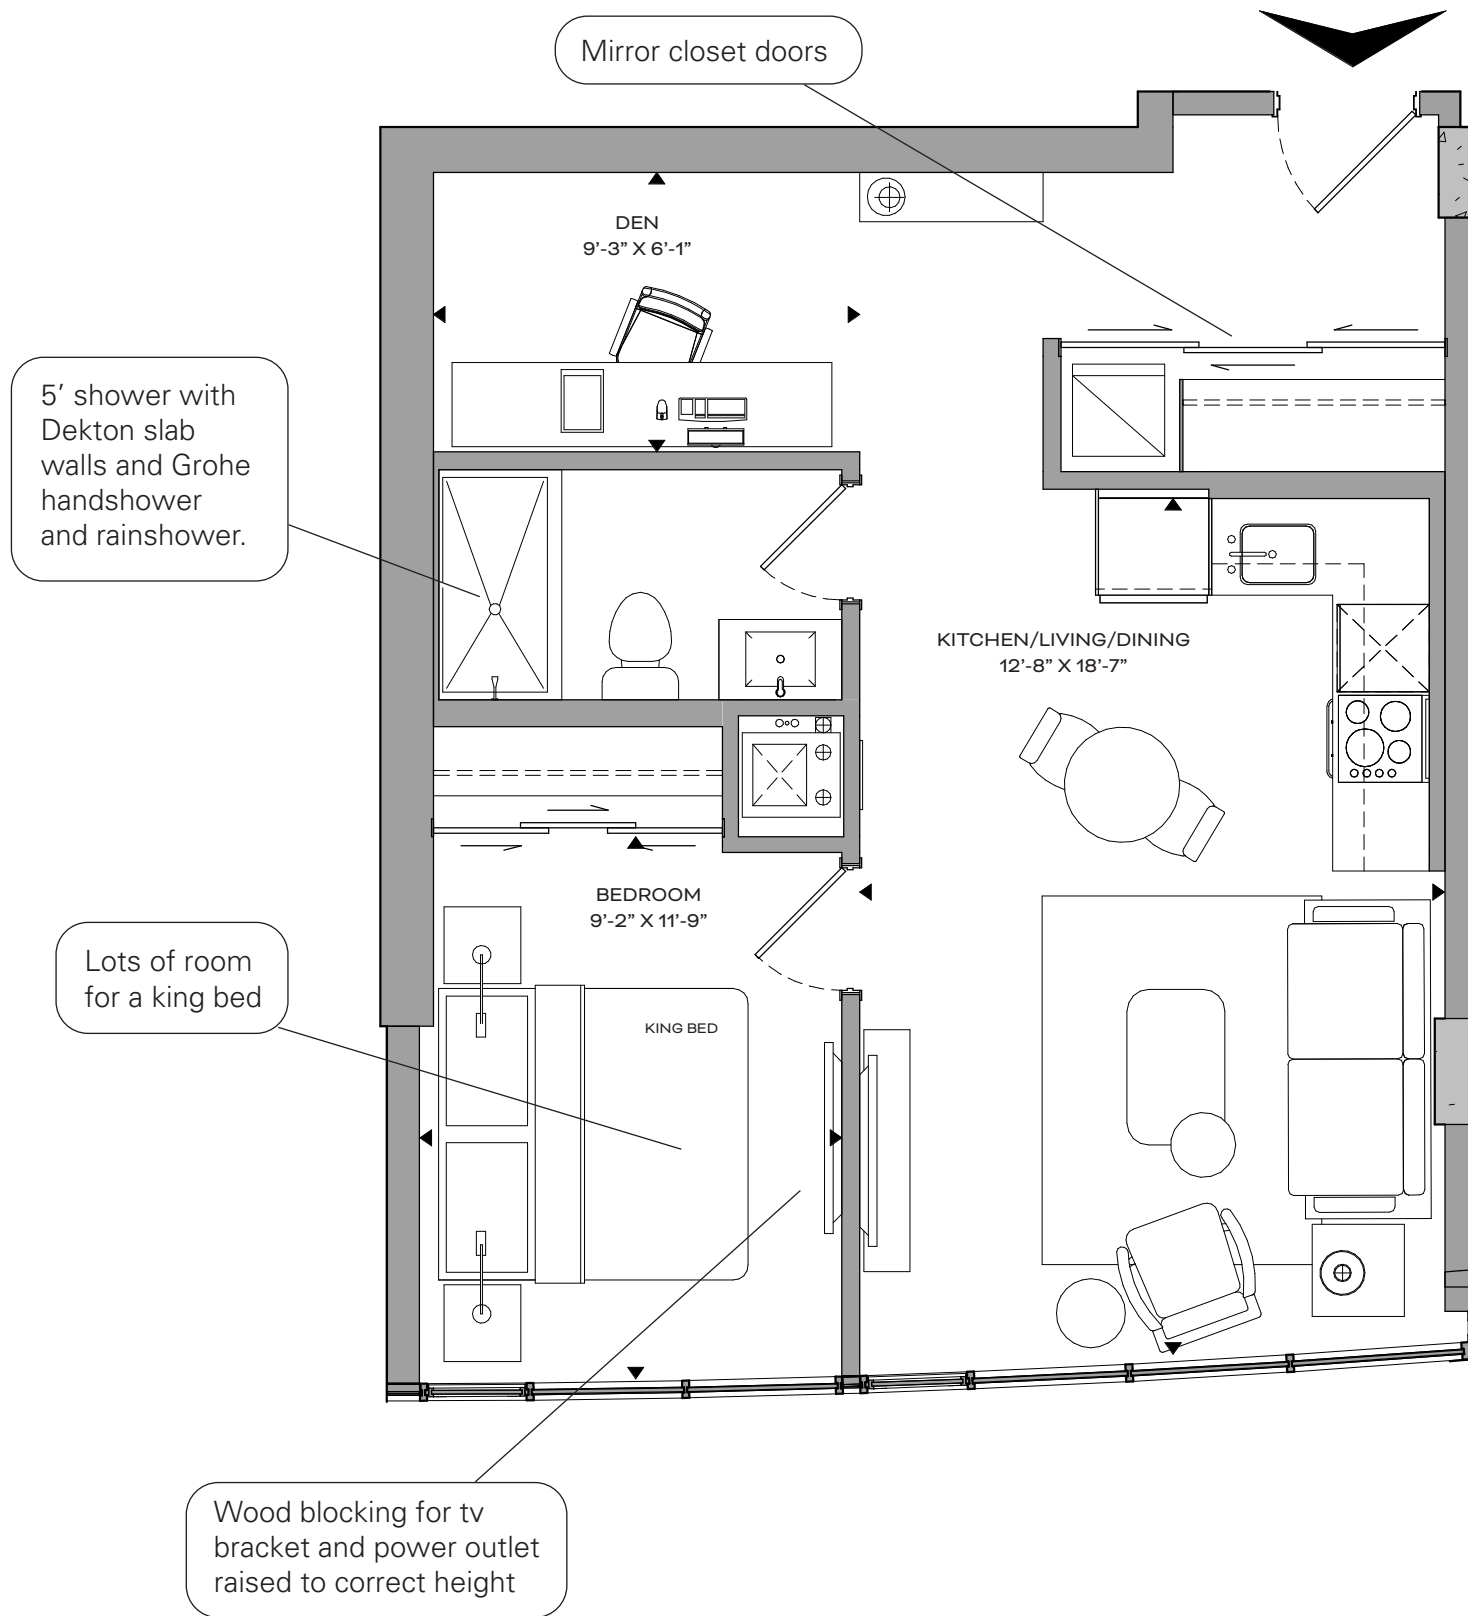 Mirror closet doors
DEN
9’-3” X 6’-1”
5’ shower with
Dekton slab
walls and Grohe
handshower
and rainshower.
KITCHEN/LIVING/DINING
12’-8” X 18’-7”
BEDROOM
9’-2” X 11’-9”
Lots of room
for a king bed
KING BED
Wood blocking for tv
bracket and power outlet
raised to correct height